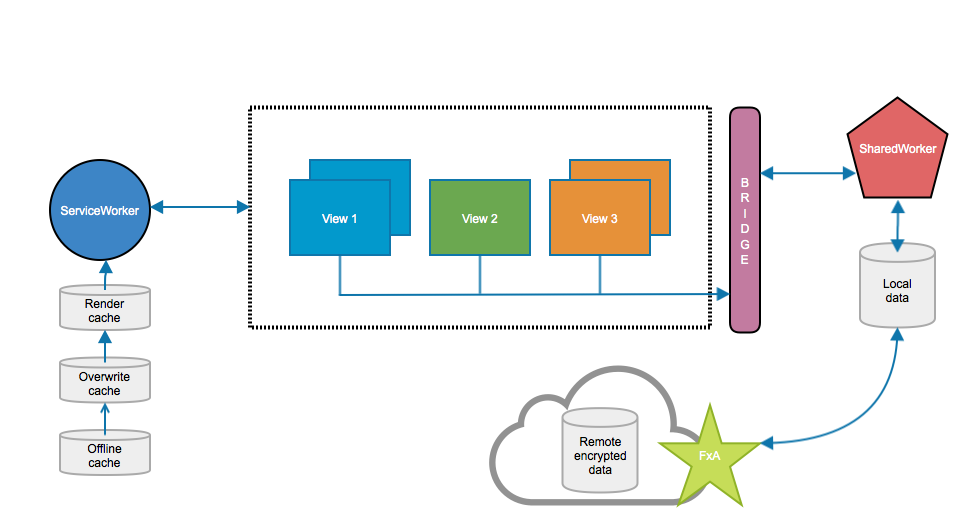 ServiceWorker
Render
cache
Overwrite
cache
Offline
cache
View 1
View 2
View 3
BRIDGE
SharedWorker
Local
data
Remote
encrypted
data
FxA